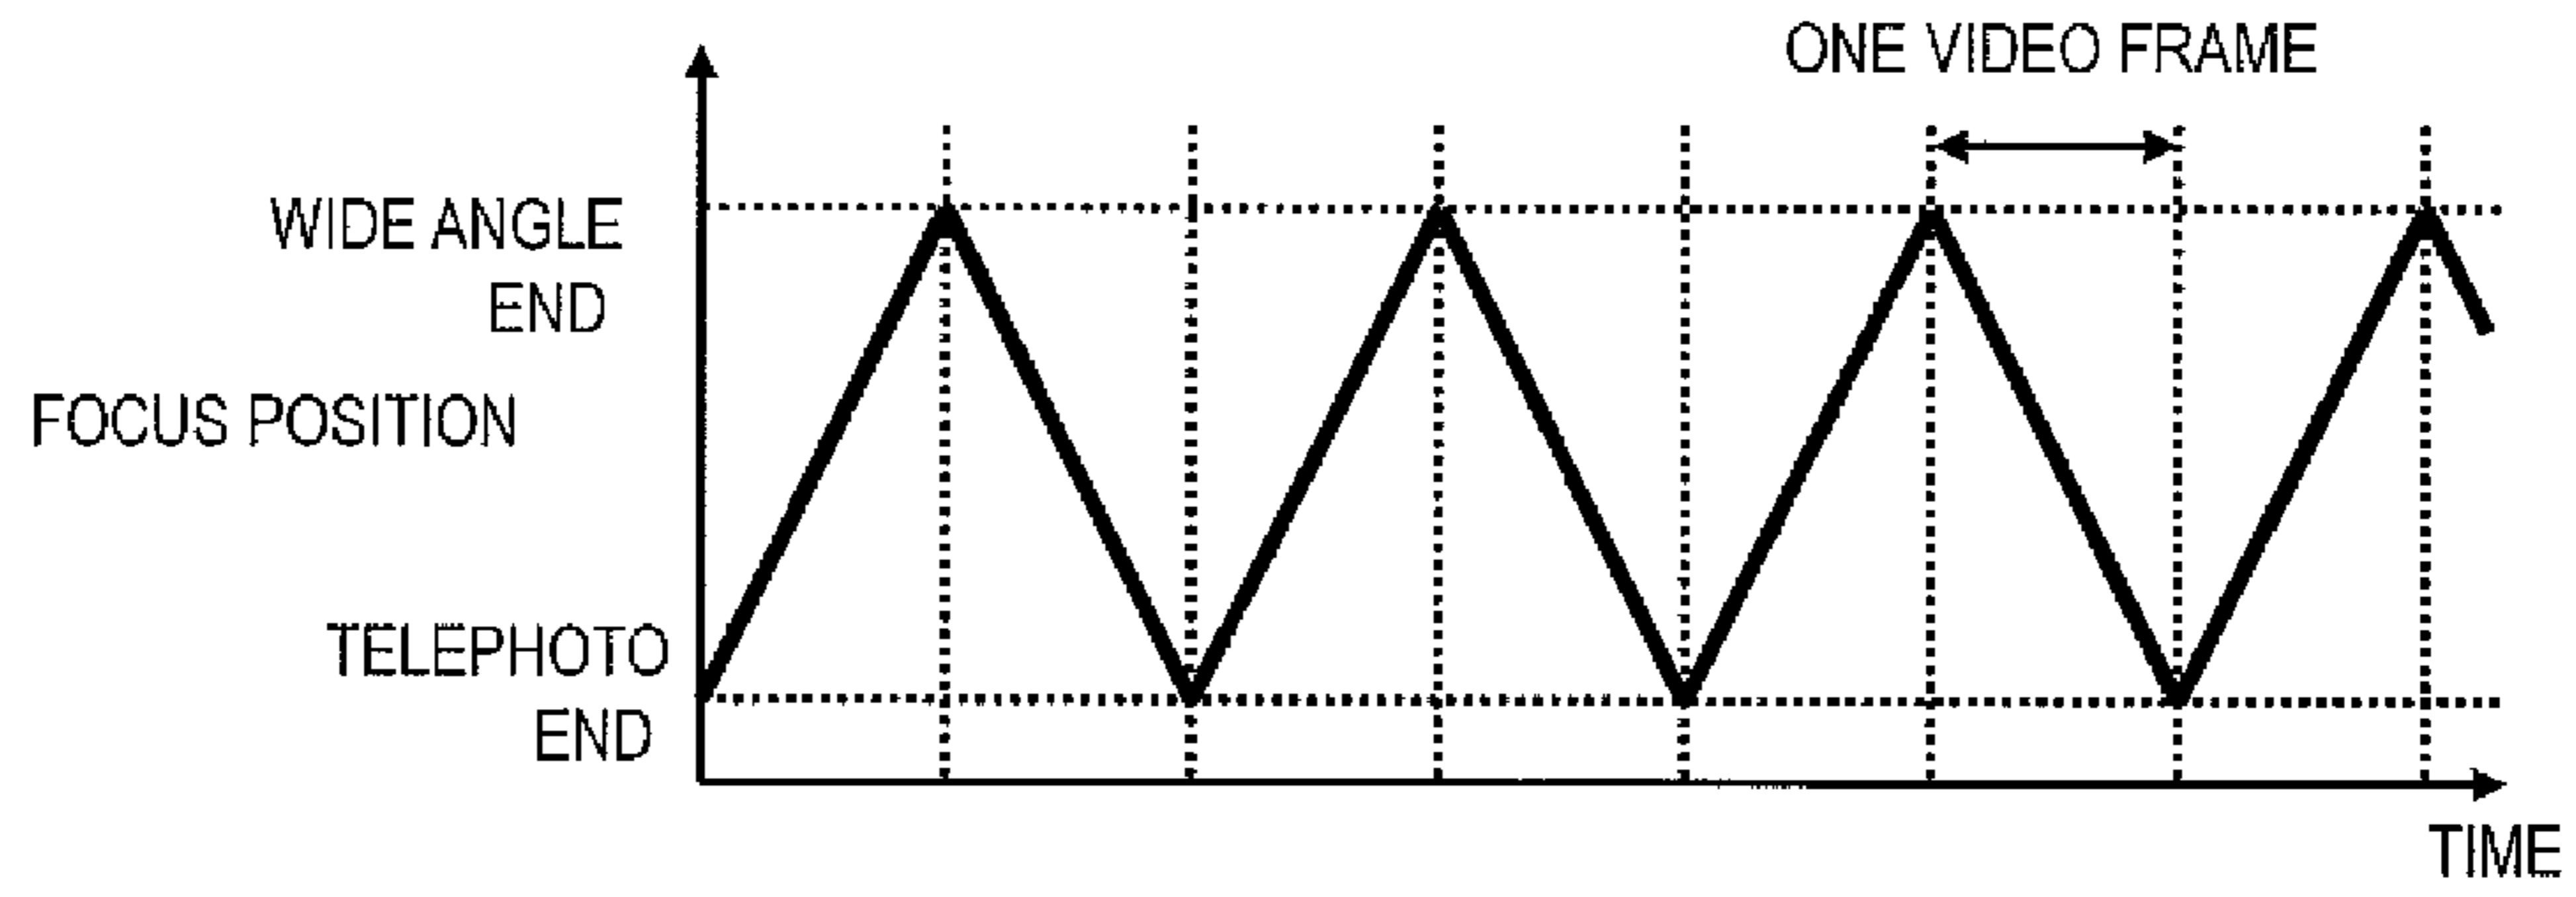 ONE VIDEO FRAME
WIDE ANGLE
END
FOCUS POSITION
TELEPHOTO
END
TIME